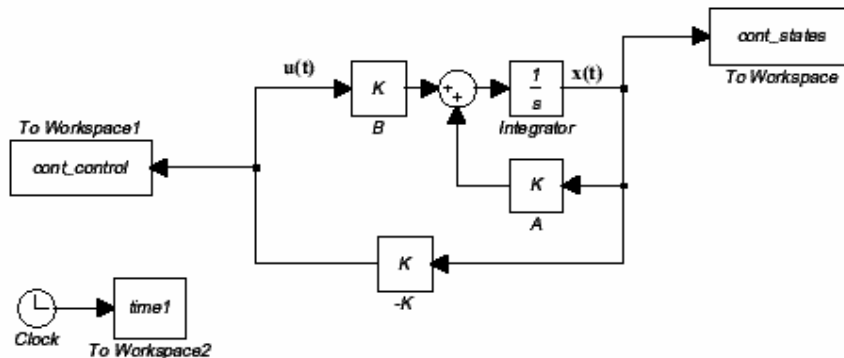 cont_states
To Workspace
u(t)
K
B
+
+
1
s
Integrator
x(t)
To Workspace1
cont_control
K
A
K
-K
Clock
time1
To Workspace2